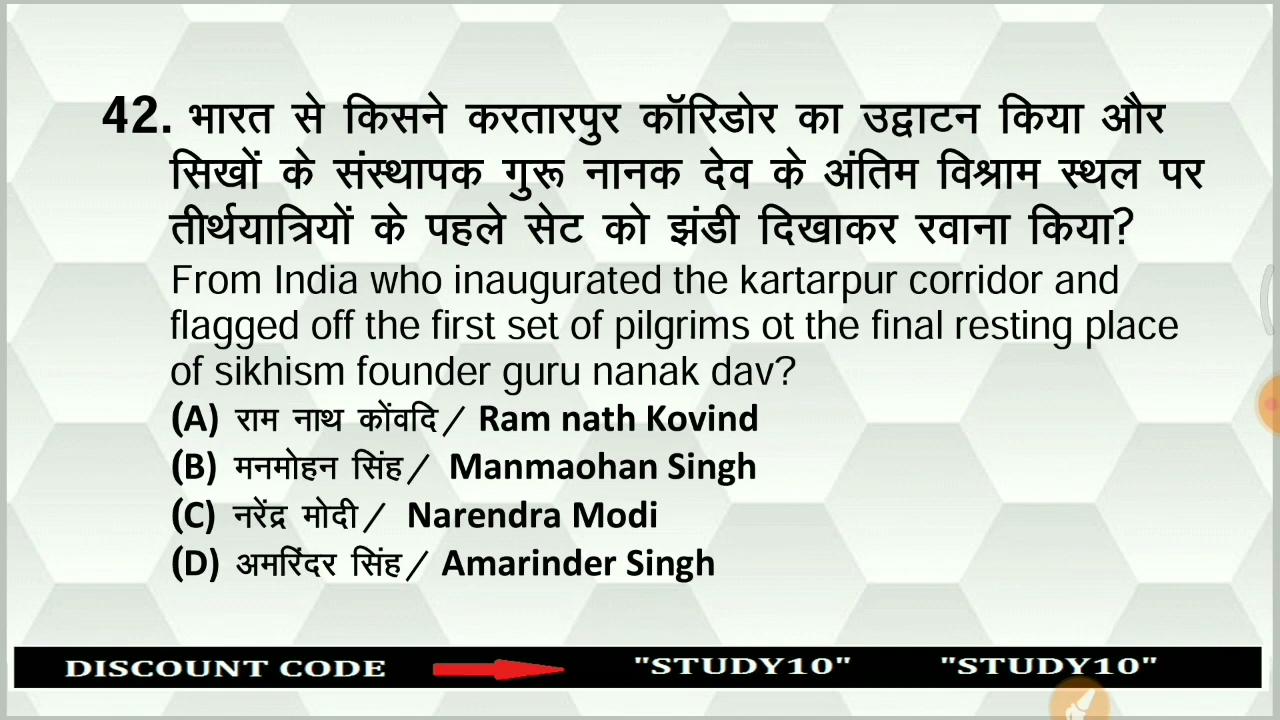 42. भारत से किसने करतारपुर कॉरिडोर का उद्वाटन किया और
सिखों के संस्थापक गुरू नानक देव के अंतिम विश्राम स्थल पर
तीर्थयात्रियों के पहले सेट को झंडी दिखाकर रवाना किया?
From India who inaugurated the kartarpur corridor and
flagged off the first set of pilgrims ot the final resting place
of sikhism founder guru nanak dav?
(A) राम नाथ कोंवदि/ Ram nath Kovind
(B) मनमोहन सिंह/ Manmaohan Singh
(C) नरेंद्र मोदी/ Narendra Modi
(D) अमरिंदर सिंह/ Amarinder Singh
DISCOUNT CODE "STUDY10" "STUDY10"